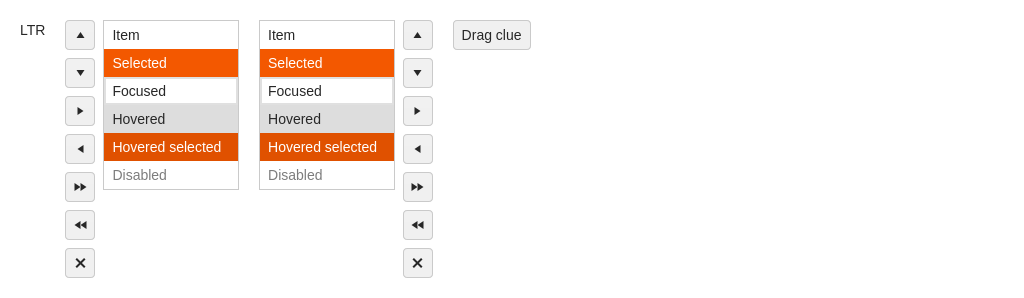 LTR
Item
Selected
Focused
Hovered
Hovered selected
Disabled
Item
Selected
Focused
Hovered
Hovered selected
Disabled
Drag clue